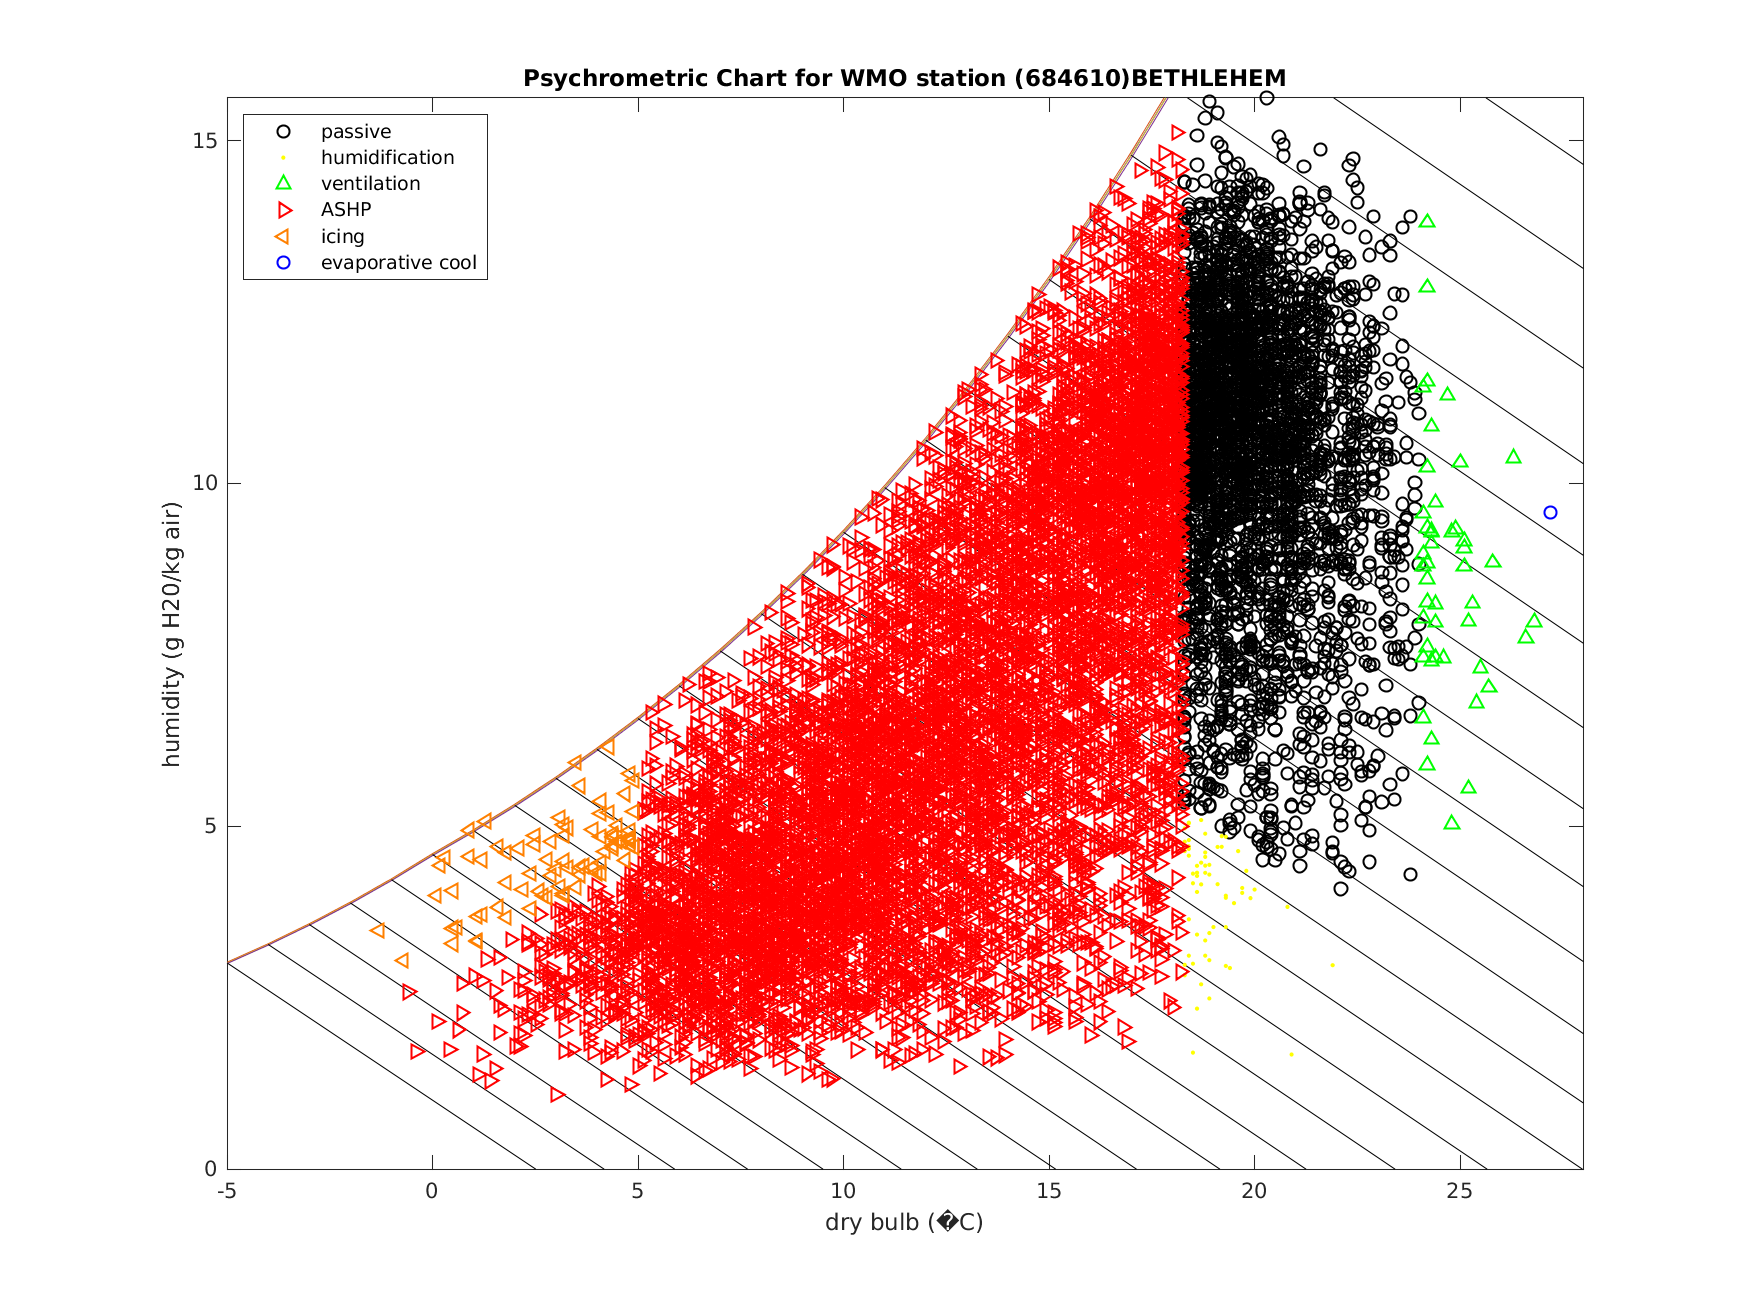 Psychrometric Chart for WMO station (684610)BETHLEHEM
passive
humidification
ventilation
ASHP
icing
evaporative cool
15
10
5
0
humidity (g H20/kg air)
-5 0 5 10 15 20 25
dry bulb (�C)